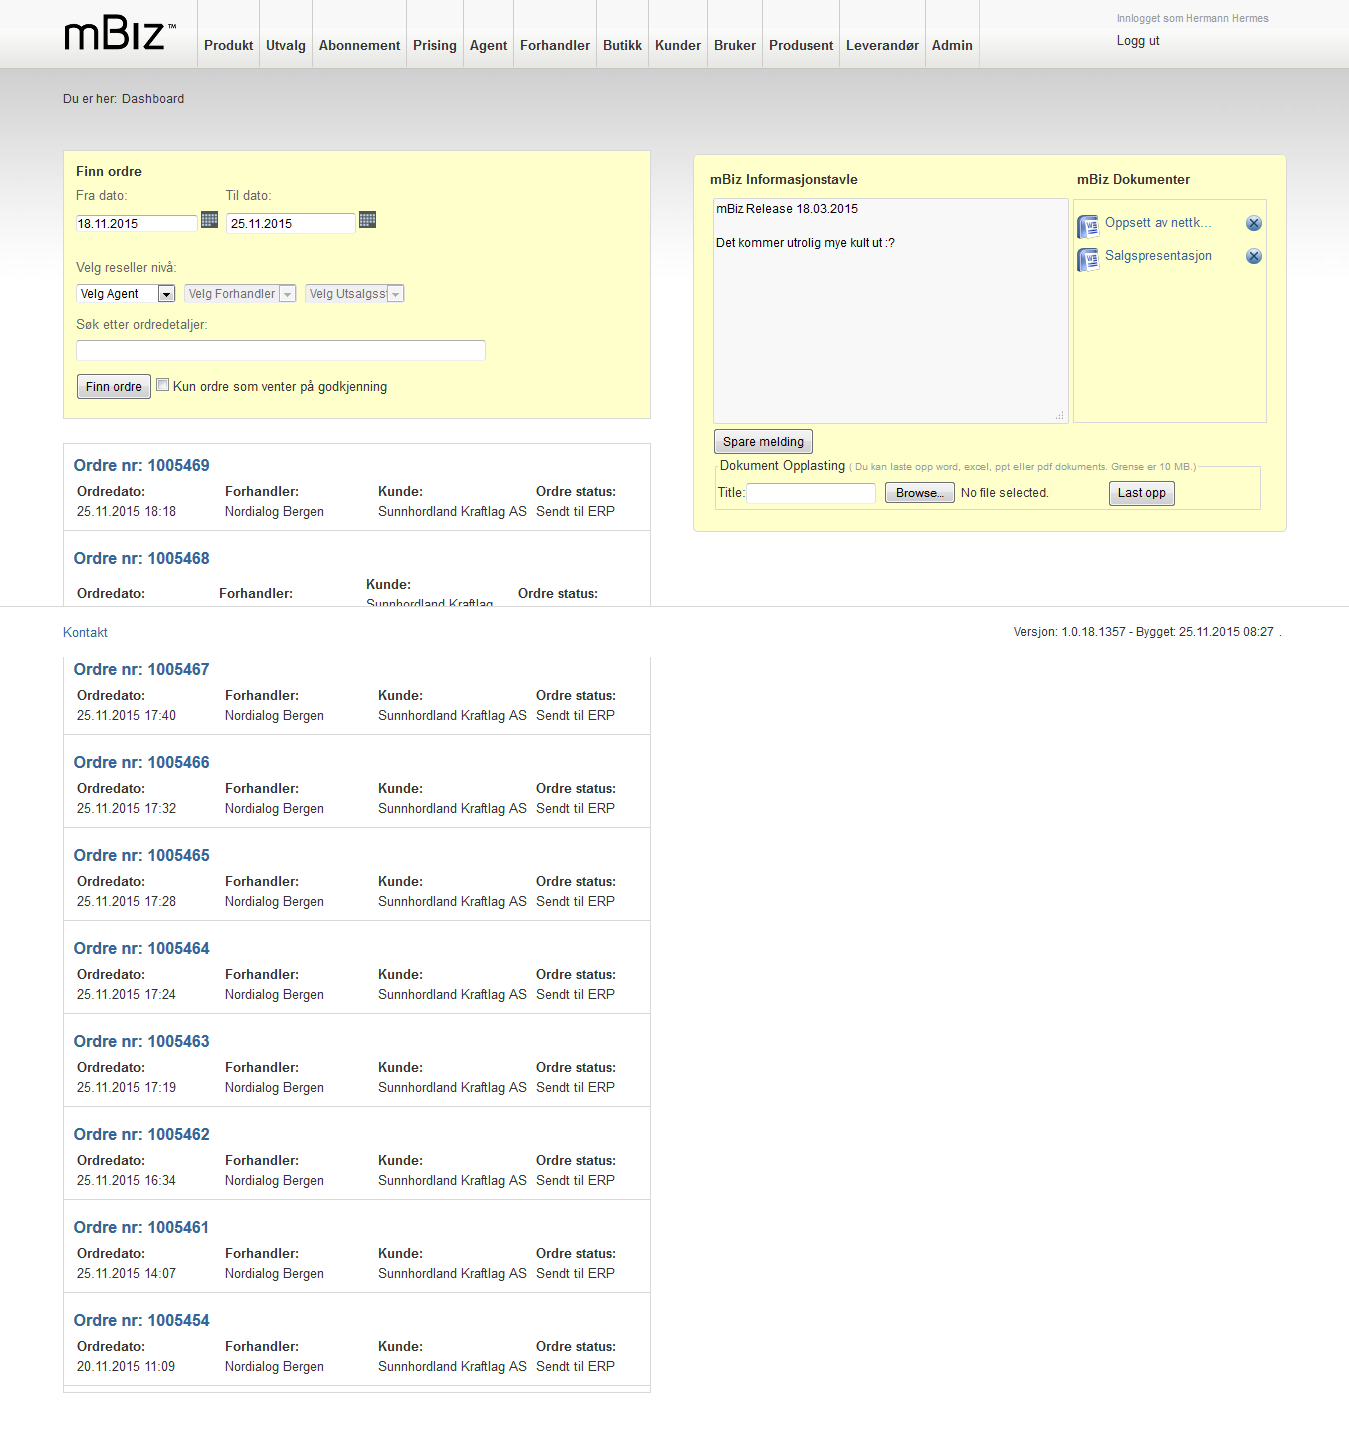 mBiz™
Produkt Utvalg Abonnement Prising Agent Forhandler Butikk Kunder Bruker Produsent Leverandør Admin
Innlogget som Hermann Hermes
Logg ut
Du er her: Dashboard
Finn ordre
Fra dato: Til dato:
18.11.2015 25.11.2015
Velg reseller nivå:
Velg Agent Velg Forhandler Velg Utsalgss
Søk etter ordredetaljer:
Finn ordre Kun ordre som venter på godkjenning
mBiz Informasjonstavle
mBiz Release 18.03.2015
Det kommer utrolig mye kult ut :?
mBiz Dokumenter
Oppsett av nettk...
Salgspresentasjon
Spare melding
Dokument Opplasting ( Du kan laste opp word, excel, ppt eller pdf dokuments. Grense er 10 MB.)
Title: Browse... No file selected. Last opp
Ordre nr: 1005469
Ordredato: Forhandler: Kunde: Ordre status:
25.11.2015 18:18 Nordialog Bergen Sunnhordland Kraftlag AS Sendt til ERP
Ordre nr: 1005468
Ordredato: Forhandler: Kunde: Ordre status:
Sunnhordland Kraftlag
Kontakt
Versjon: 1.0.18.1357 - Bygget: 25.11.2015 08:27 .
Ordre nr: 1005467
Ordredato: Forhandler: Kunde: Ordre status:
25.11.2015 17:40 Nordialog Bergen Sunnhordland Kraftlag AS Sendt til ERP
Ordre nr: 1005466
Ordredato: Forhandler: Kunde: Ordre status:
25.11.2015 17:32 Nordialog Bergen Sunnhordland Kraftlag AS Sendt til ERP
Ordre nr: 1005465
Ordredato: Forhandler: Kunde: Ordre status:
25.11.2015 17:28 Nordialog Bergen Sunnhordland Kraftlag AS Sendt til ERP
Ordre nr: 1005464
Ordredato: Forhandler: Kunde: Ordre status:
25.11.2015 17:24 Nordialog Bergen Sunnhordland Kraftlag AS Sendt til ERP
Ordre nr: 1005463
Ordredato: Forhandler: Kunde: Ordre status:
25.11.2015 17:19 Nordialog Bergen Sunnhordland Kraftlag AS Sendt til ERP
Ordre nr: 1005462
Ordredato: Forhandler: Kunde: Ordre status:
25.11.2015 16:34 Nordialog Bergen Sunnhordland Kraftlag AS Sendt til ERP
Ordre nr: 1005461
Ordredato: Forhandler: Kunde: Ordre status:
25.11.2015 14:07 Nordialog Bergen Sunnhordland Kraftlag AS Sendt til ERP
Ordre nr: 1005454
Ordredato: Forhandler: Kunde: Ordre status:
20.11.2015 11:09 Nordialog Bergen Sunnhordland Kraftlag AS Sendt til ERP